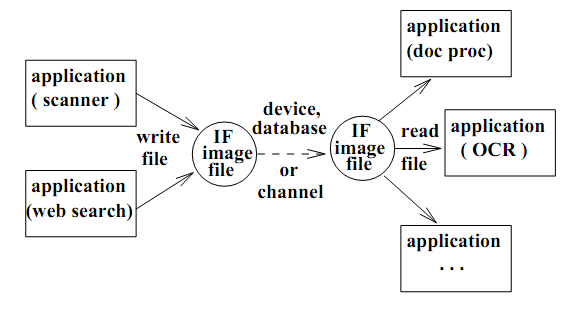 application
( scanner )
application
(web search)
write
file
IF
image
file
device,
database
or
channel
IF
image
file
read
file
application
(doc proc)
application
( OCR )
application
. . .